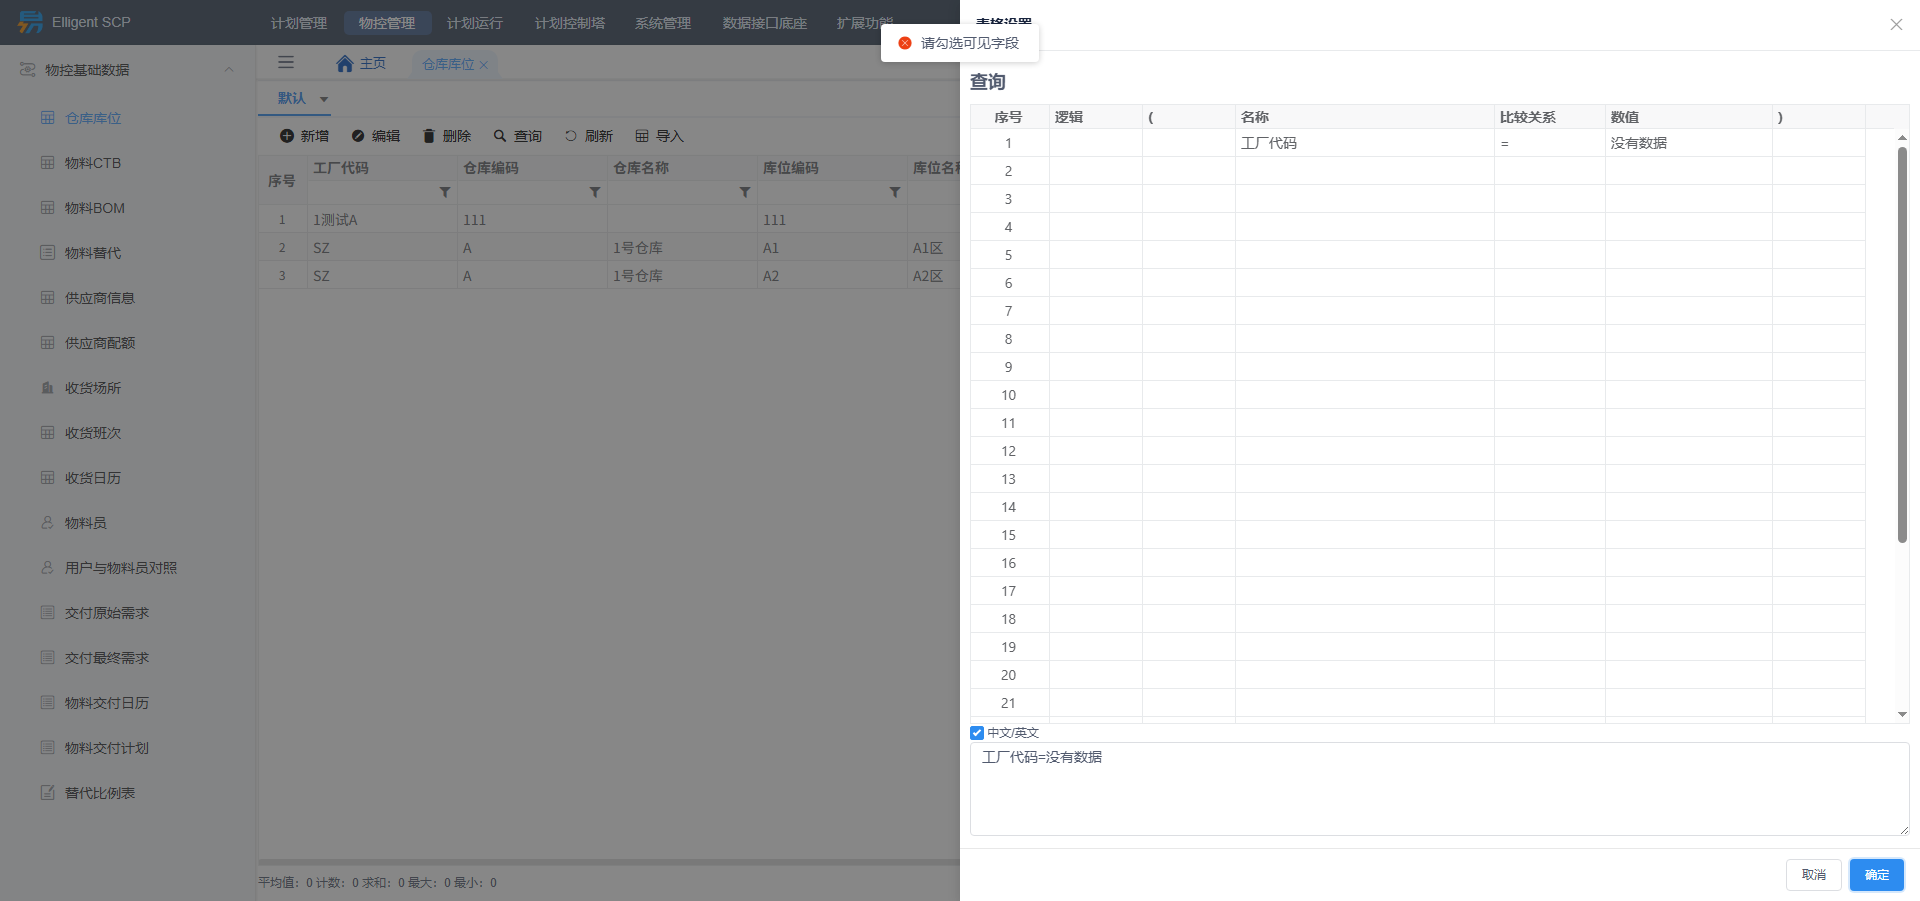 Elligent SCP
计划管理
物控管理
计划运行
计划控制塔
系统管理
数据接口底座
扩展功能
表格设置
请勾选可见字段
物控基础数据
仓库库位
物料CTB
物料BOM
物料替代
供应商信息
供应商配额
收货场所
收货班次
收货日历
物料员
用户与物料员对照
交付原始需求
交付最终需求
物料交付日历
物料交付计划
替代比例表
主页
仓库库位
默认
新增 编辑 删除 查询 刷新 导入
序号 工厂代码 仓库编码 仓库名称 库位编码 库位名称
1 1测试A 111 111
2 SZ A 1号仓库 A1 A1区
3 SZ A 1号仓库 A2 A2区
平均值: 0 计数: 0 求和: 0 最大: 0 最小: 0
查询
序号 逻辑 ( 名称 比较关系 数值 )
1 工厂代码 = 没有数据
2
3
4
5
6
7
8
9
10
11
12
13
14
15
16
17
18
19
20
21
中文/英文
工厂代码=没有数据
取消
确定